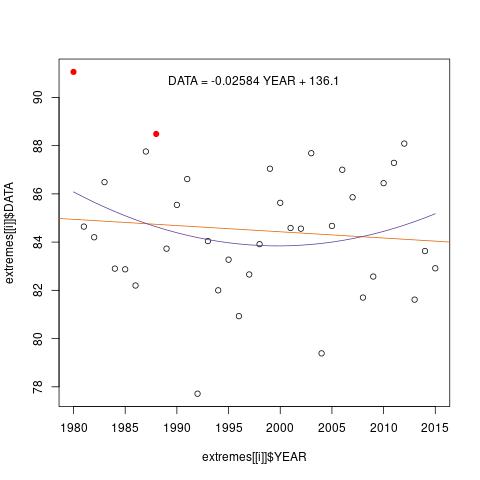 DATA = -0.02584 YEAR + 136.1
extremes[[i]]$DATA
90
88
86
84
82
80
78
1980 1985 1990 1995 2000 2005 2010 2015
extremes[[i]]$YEAR